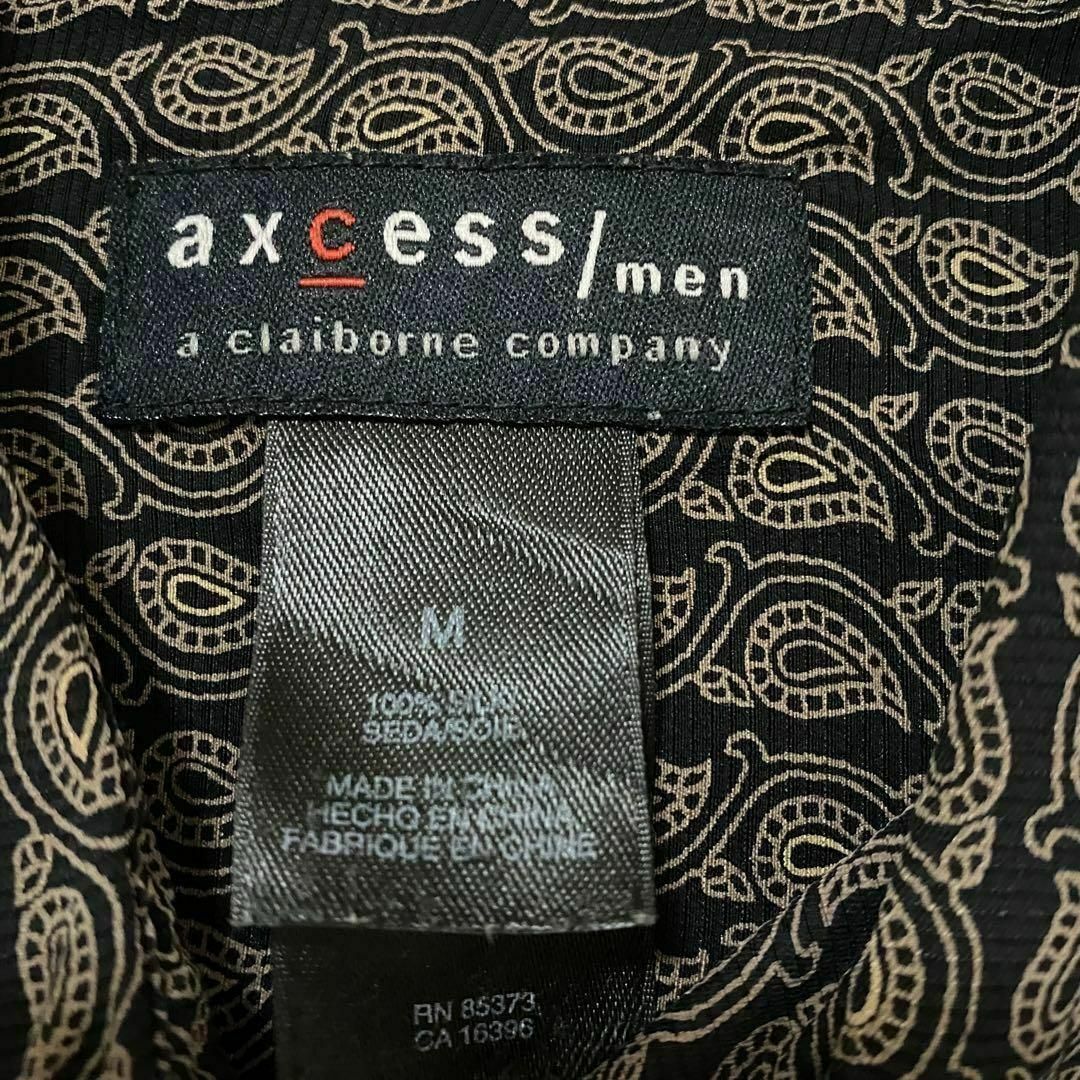 axcess/men
a claiborne company
M
100% SILK
SEDA/SOIE
MADE IN CHINA
HECHO EN CHINA
FABRIQUE EN CHINE
RN 85373
CA 16396